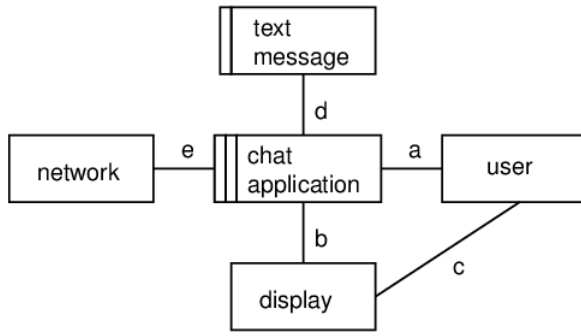 text
message
d
network
e
chat
application
a
user
b
c
display